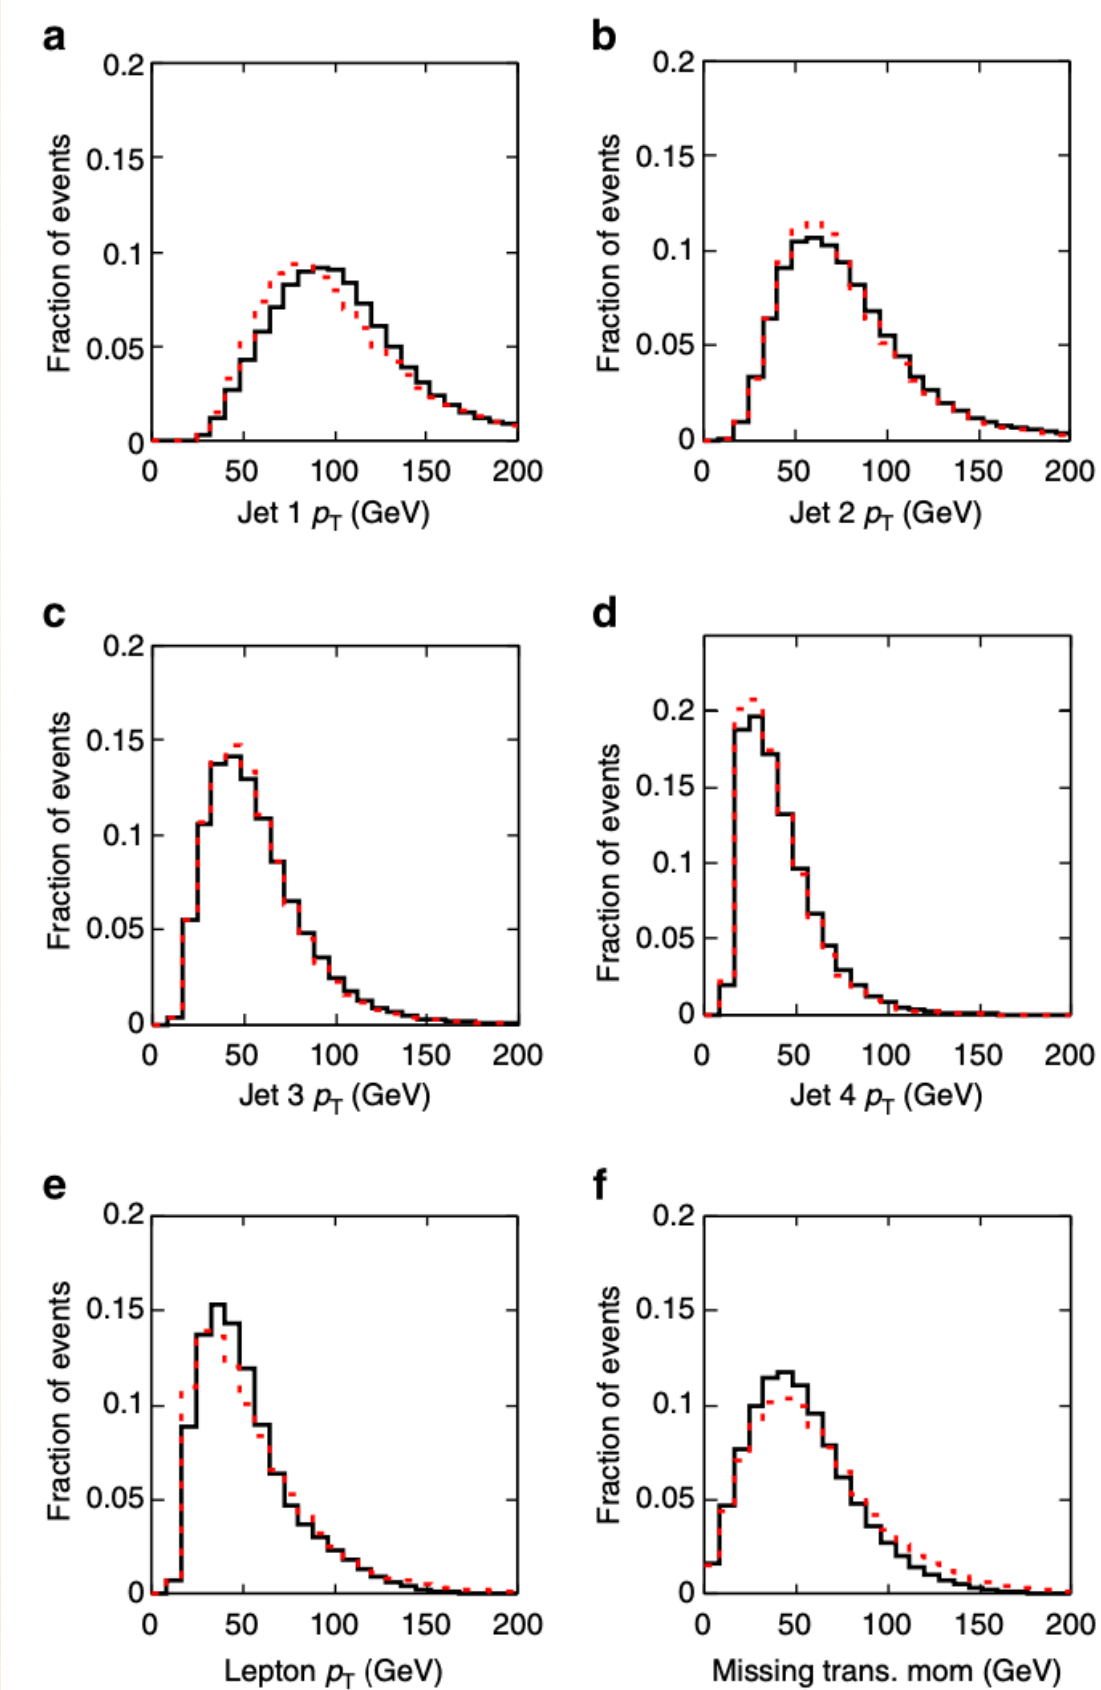 a
0.2
0.15
0.1
0.05
0
Fraction of events
0 50 100 150 200
Jet 1 pT (GeV)
b
0.2
0.15
0.1
0.05
0
Fraction of events
0 50 100 150 200
Jet 2 pT (GeV)
c
0.2
0.15
0.1
0.05
0
Fraction of events
0 50 100 150 200
Jet 3 pT (GeV)
d
0.2
0.15
0.1
0.05
0
Fraction of events
0 50 100 150 200
Jet 4 pT (GeV)
e
0.2
0.15
0.1
0.05
0
Fraction of events
0 50 100 150 200
Lepton pT (GeV)
f
0.2
0.15
0.1
0.05
0
Fraction of events
0 50 100 150 200
Missing trans. mom (GeV)